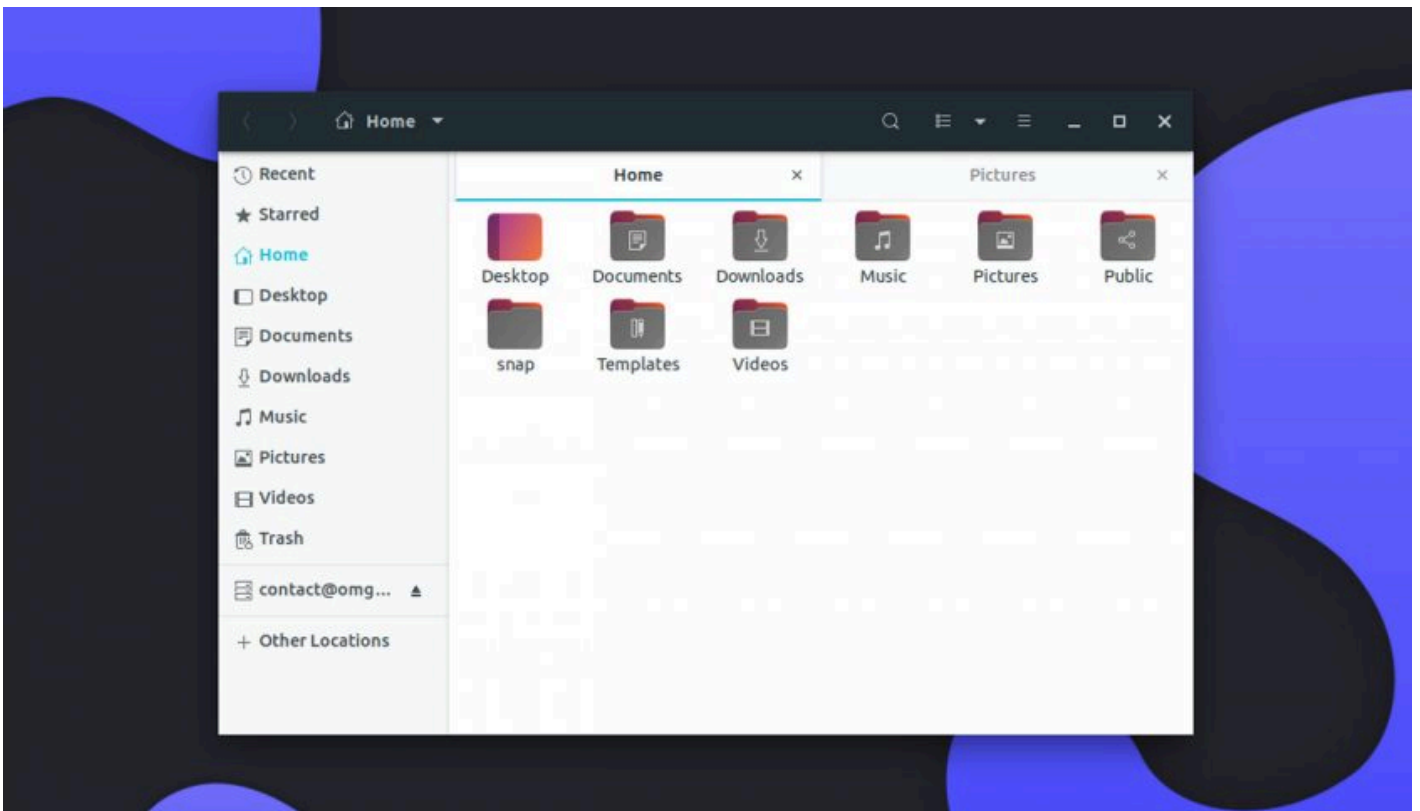 Home
Recent
Starred
Home
Desktop
Documents
Downloads
Music
Pictures
Videos
Trash
contact@omg...
Other Locations
Home Pictures
Desktop Documents Downloads Music Pictures Public
snap Templates Videos